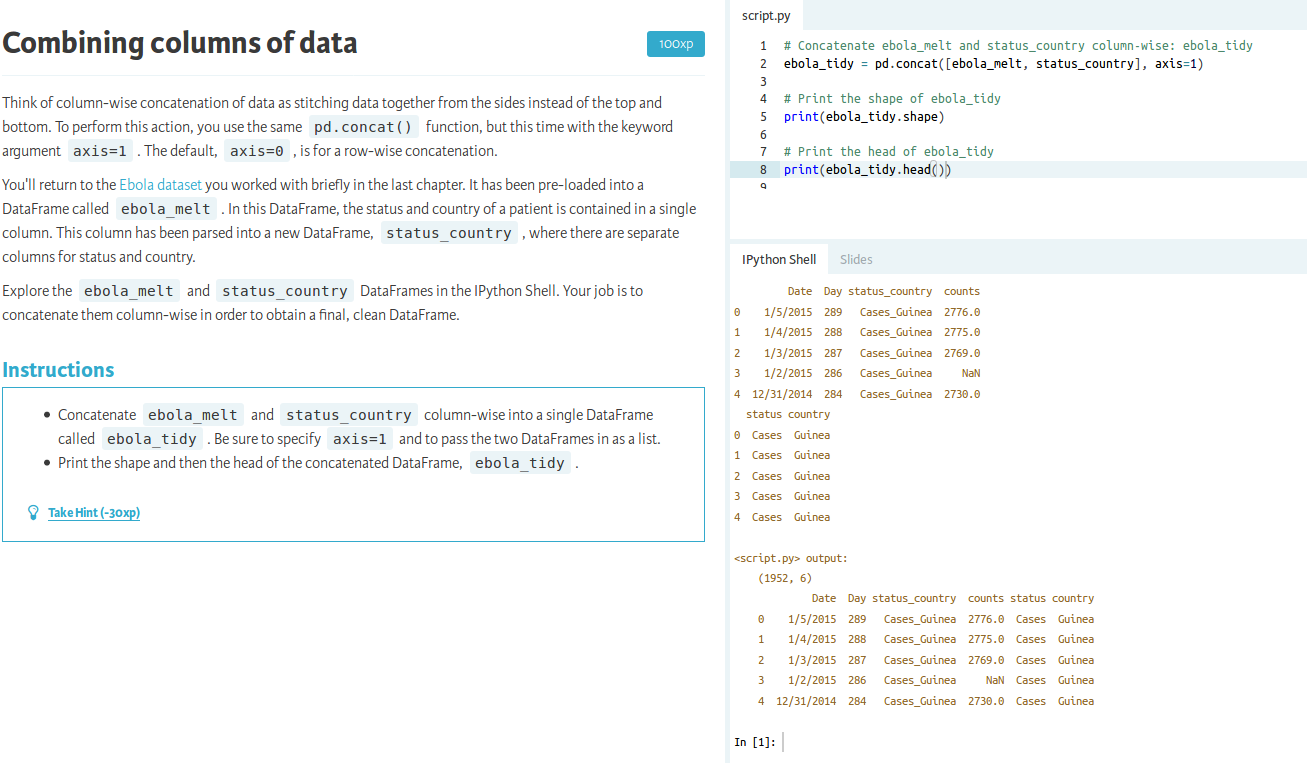 Combining columns of data
100xp
Think of column-wise concatenation of data as stitching data together from the sides instead of the top and
bottom. To perform this action, you use the same pd.concat() function, but this time with the keyword
argument axis=1 . The default, axis=0 , is for a row-wise concatenation.
You'll return to the Ebola dataset you worked with briefly in the last chapter. It has been pre-loaded into a
DataFrame called ebola_melt . In this DataFrame, the status and country of a patient is contained in a single
column. This column has been parsed into a new DataFrame, status_country , where there are separate
columns for status and country.
Explore the ebola_melt and status_country DataFrames in the IPython Shell. Your job is to
concatenate them column-wise in order to obtain a final, clean DataFrame.
Instructions
• Concatenate ebola_melt and status_country column-wise into a single DataFrame
called ebola_tidy . Be sure to specify axis=1 and to pass the two DataFrames in as a list.
• Print the shape and then the head of the concatenated DataFrame, ebola_tidy .
Take Hint (-30xp)
script.py
1 # Concatenate ebola_melt and status_country column-wise: ebola_tidy
2 ebola_tidy = pd.concat([ebola_melt, status_country], axis=1)
3
4 # Print the shape of ebola_tidy
5 print(ebola_tidy.shape)
6
7 # Print the head of ebola_tidy
8 print(ebola_tidy.head())
9
IPython Shell Slides
Date Day status_country counts
0 1/5/2015 289 Cases_Guinea 2776.0
1 1/4/2015 288 Cases_Guinea 2775.0
2 1/3/2015 287 Cases_Guinea 2769.0
3 1/2/2015 286 Cases_Guinea NaN
4 12/31/2014 284 Cases_Guinea 2730.0
status country
0 Cases Guinea
1 Cases Guinea
2 Cases Guinea
3 Cases Guinea
4 Cases Guinea
<script.py> output:
(1952, 6)
Date Day status_country counts status country
0 1/5/2015 289 Cases_Guinea 2776.0 Cases Guinea
1 1/4/2015 288 Cases_Guinea 2775.0 Cases Guinea
2 1/3/2015 287 Cases_Guinea 2769.0 Cases Guinea
3 1/2/2015 286 Cases_Guinea NaN Cases Guinea
4 12/31/2014 284 Cases_Guinea 2730.0 Cases Guinea
In [1]: